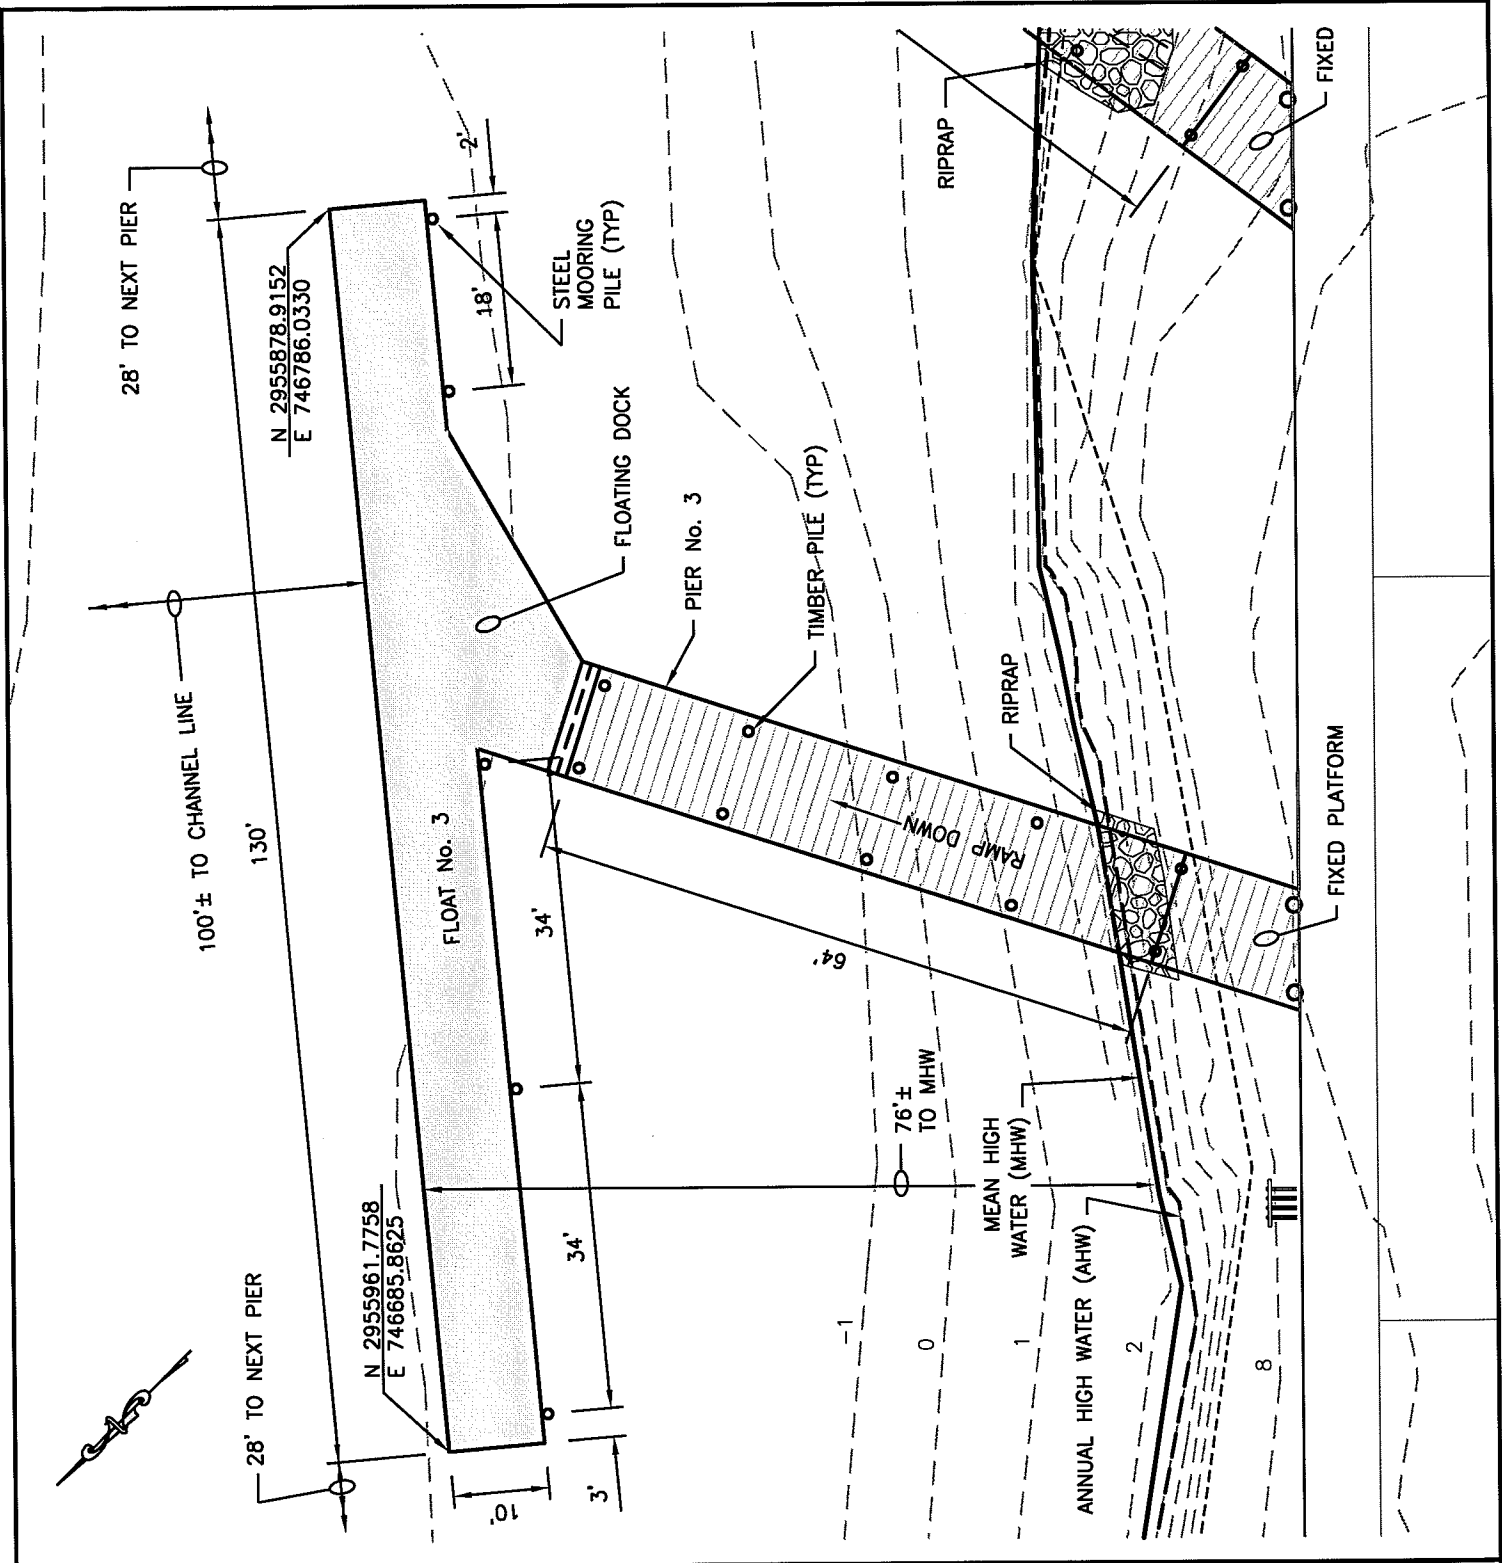 28' TO NEXT PIER
100'± TO CHANNEL LINE
130'
28' TO NEXT PIER
N 2955878.9152
E 746786.0330
N 2955961.7758
E 746685.8625
2'
18'
STEEL
MOORING
PILE (TYP)
FLOATING DOCK
FLOAT No. 3
34'
34'
10'
3'
PIER No. 3
TIMBER PILE (TYP)
RAMP DOWN
64'
76'±
TO MHW
MEAN HIGH
WATER (MHW)
ANNUAL HIGH WATER (AHW)
RIPRAP
RIPRAP
FIXED
FIXED PLATFORM
-1
0
1
2
8